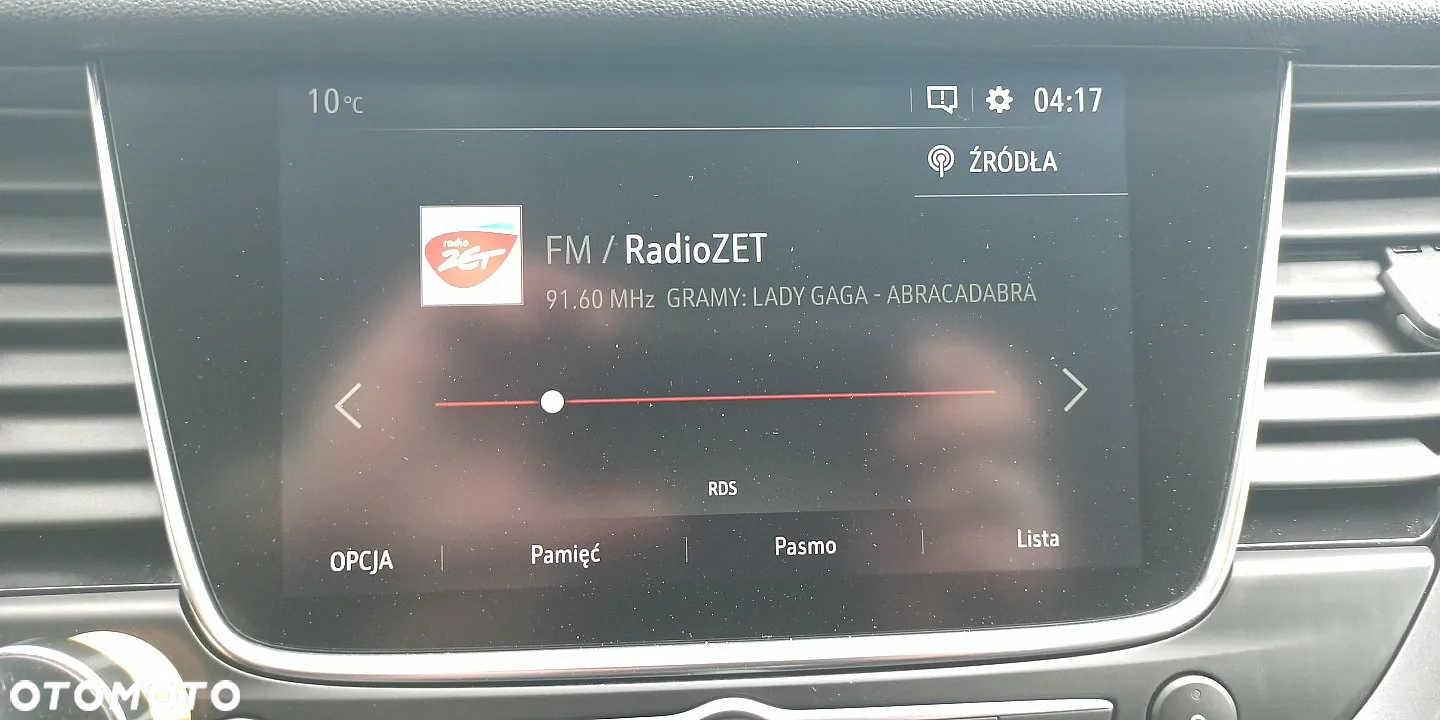 10°C
04:17
ŹRÓDŁA
radio
ZET
FM / RadioZET
91.60 MHz GRAMY: LADY GAGA - ABRACADABRA
RDS
OPCJA Pamięć Pasmo Lista
OTOMOTO